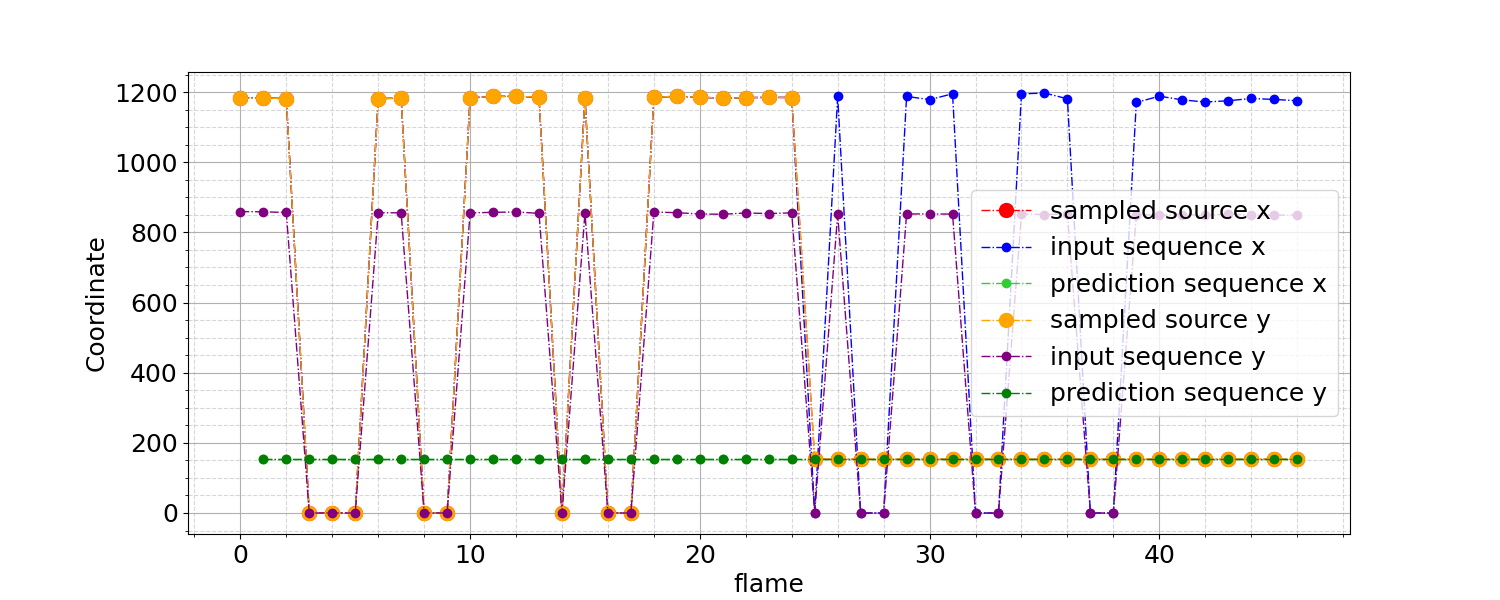 1200
1000
800
600
400
200
0
Coordinate
sampled source x
input sequence x
prediction sequence x
sampled source y
input sequence y
prediction sequence y
0 10 20 30 40
flame